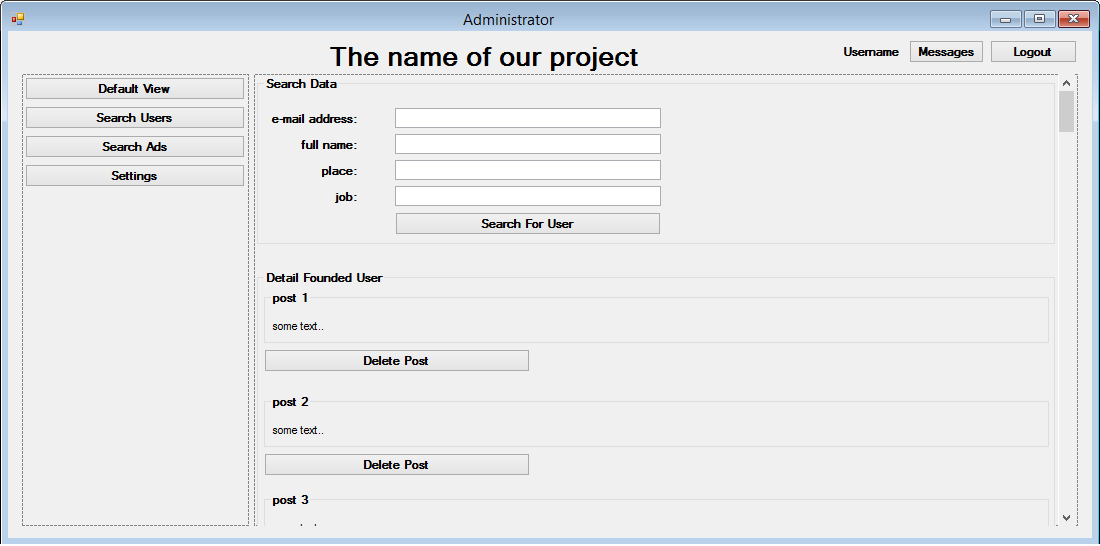 Administrator
The name of our project
Username Messages Logout
Default View
Search Users
Search Ads
Settings
Search Data
e-mail address:
full name:
place:
job:
Search For User
Detail Founded User
post 1
some text..
Delete Post
post 2
some text..
Delete Post
post 3